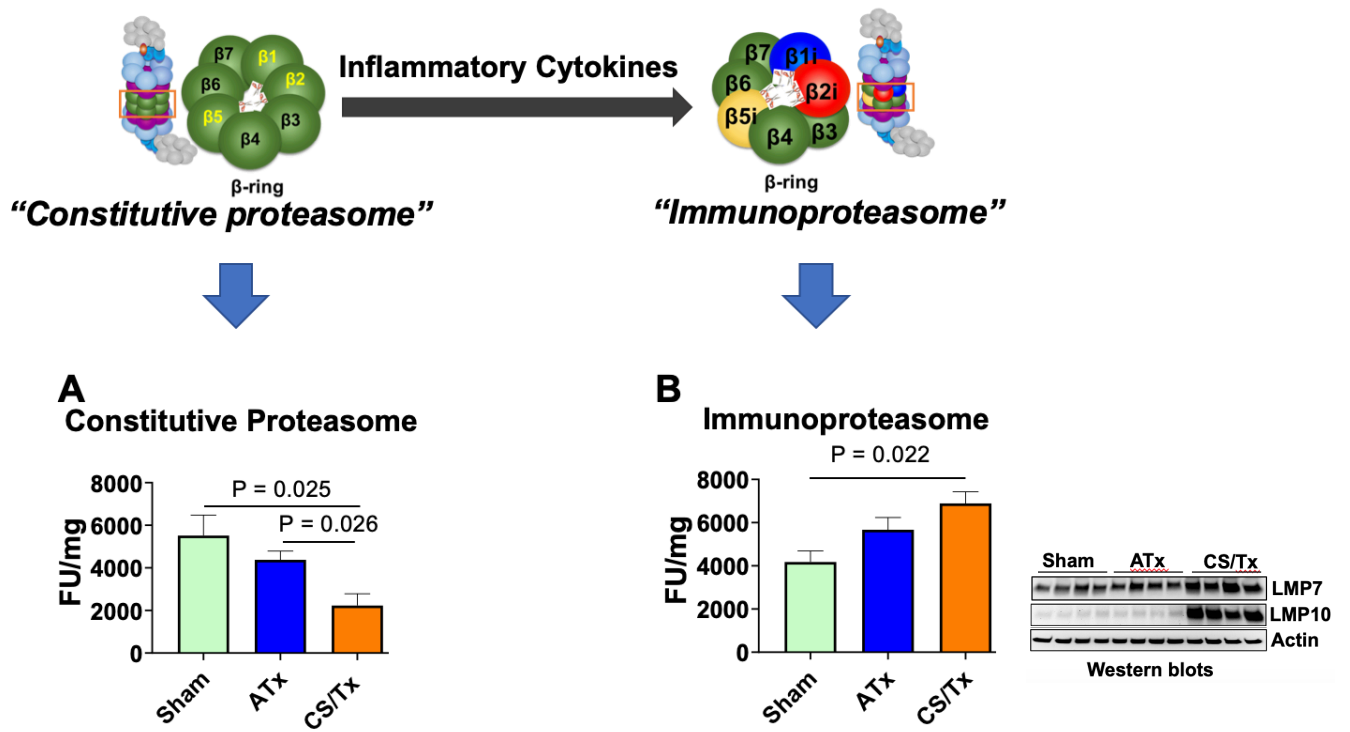 β7
β1
β6
β2
β5
β3
β4
β-ring
“Constitutive proteasome”
Inflammatory Cytokines
β7
β1i
β6
β2i
β5i
β3
β4
β-ring
“Immunoproteasome”
A
Constitutive Proteasome
P = 0.025
P = 0.026
FU/mg
8000
6000
4000
2000
0
Sham
ATx
CS/Tx
B
Immunoproteasome
P = 0.022
FU/mg
8000
6000
4000
2000
0
Sham
ATx
CS/Tx
Sham ATx CS/Tx
LMP7
LMP10
Actin
Western blots